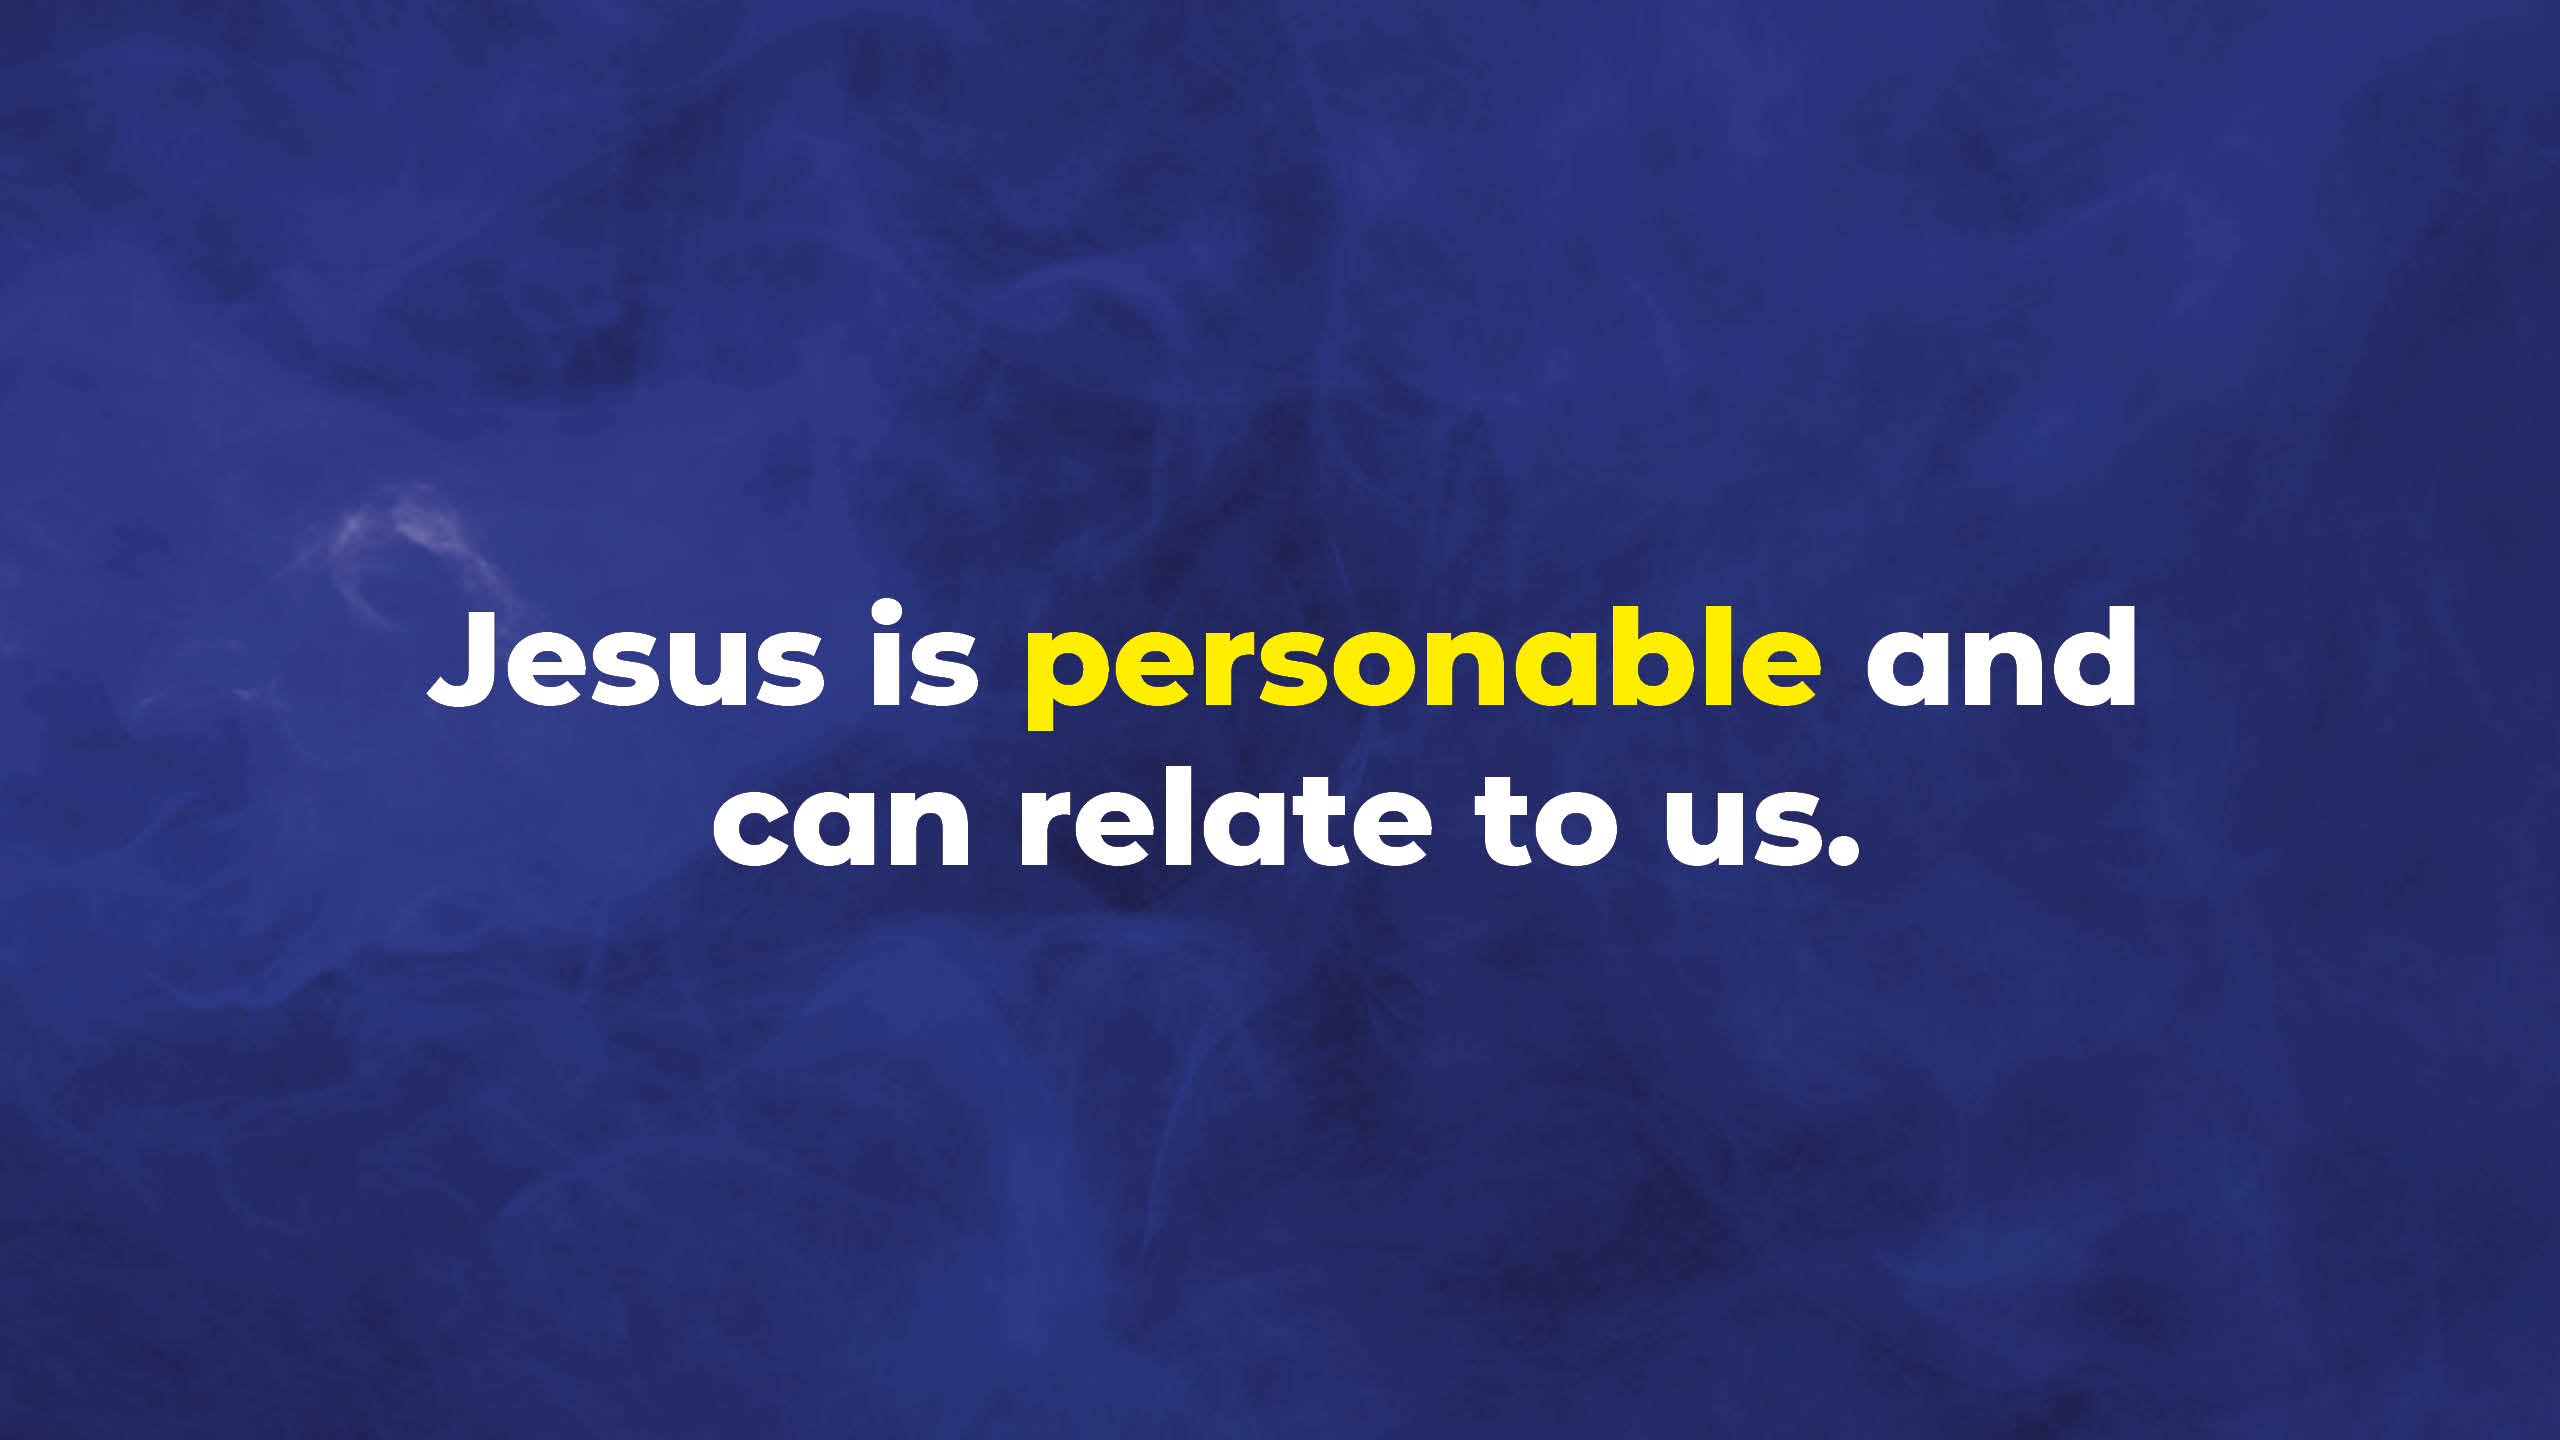 Jesus is personable and
can relate to us.